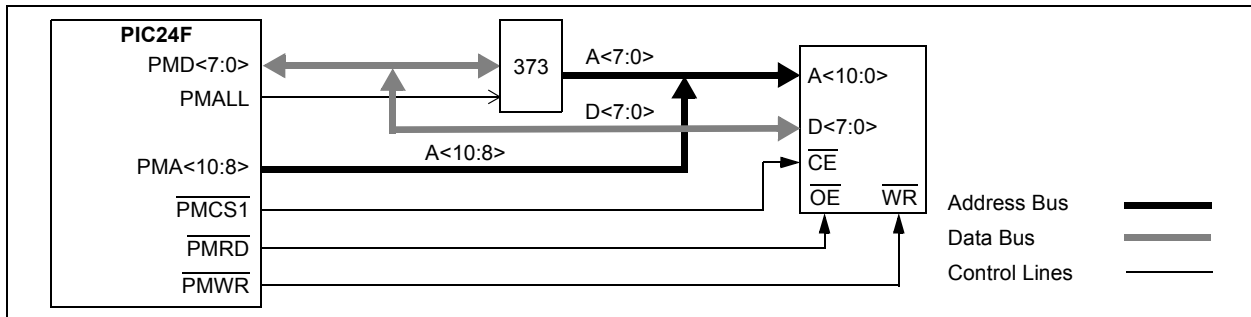 PIC24F
PMD<7:0>
PMALL
PMA<10:8>
PMCS1
PMRD
PMWR
373
A<7:0>
D<7:0>
A<10:8>
A<10:0>
D<7:0>
CE
OE WR
Address Bus
Data Bus
Control Lines